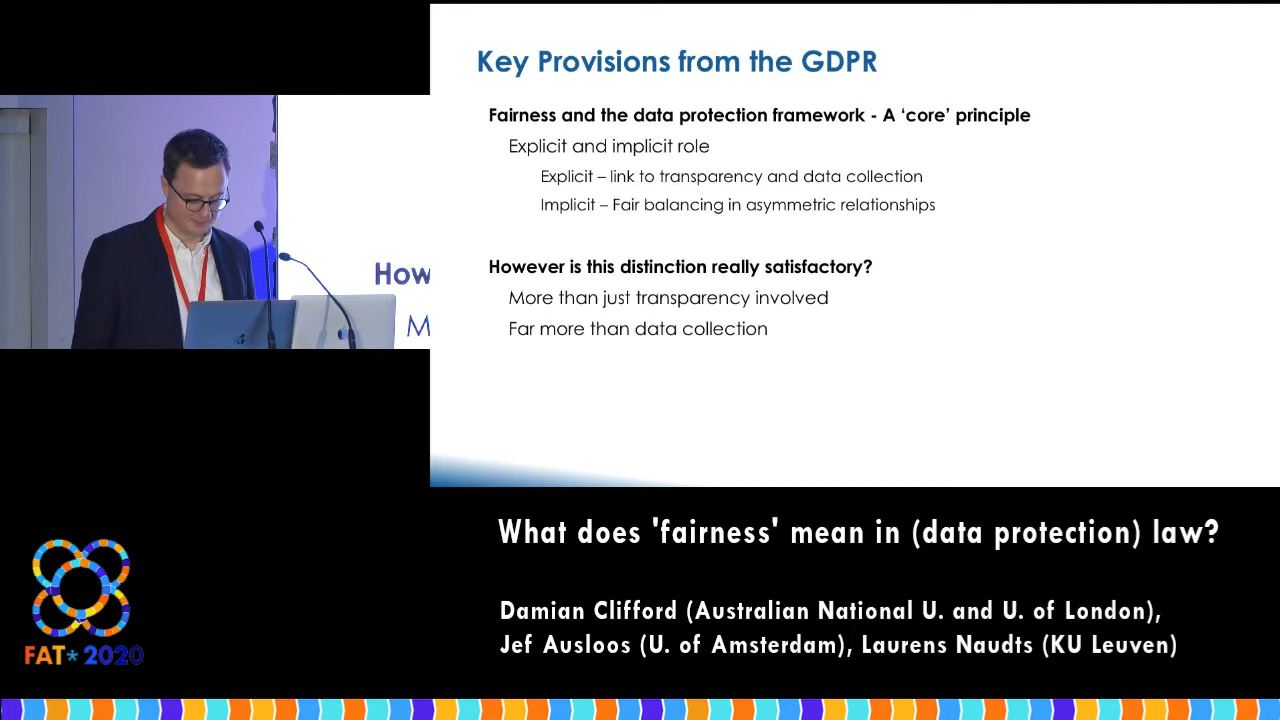 Key Provisions from the GDPR
Fairness and the data protection framework - A ‘core’ principle
Explicit and implicit role
Explicit – link to transparency and data collection
Implicit – Fair balancing in asymmetric relationships
However is this distinction really satisfactory?
More than just transparency involved
Far more than data collection
How
M
What does 'fairness' mean in (data protection) law?
Damian Clifford (Australian National U. and U. of London),
Jef Ausloos (U. of Amsterdam), Laurens Naudts (KU Leuven)
FAT* 2020